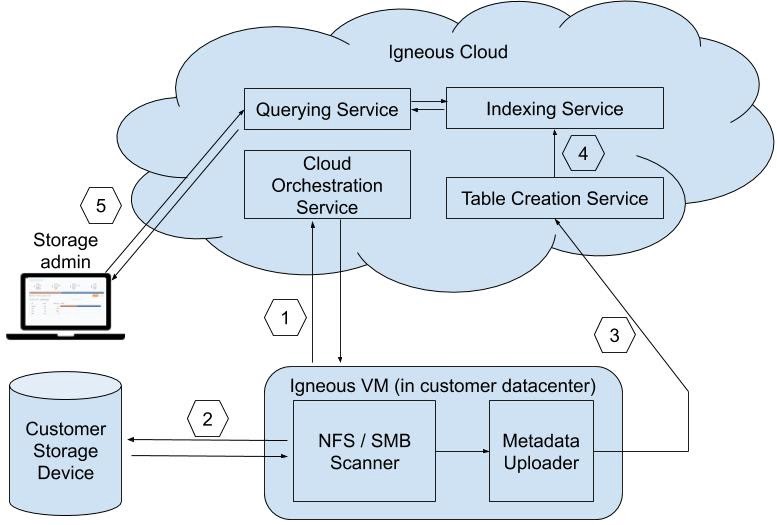 Igneous Cloud
Querying Service
Indexing Service
4
Cloud
Orchestration
Service
Table Creation Service
5
Storage
admin
1
3
Igneous VM (in customer datacenter)
2
Customer
Storage
Device
NFS / SMB
Scanner
Metadata
Uploader